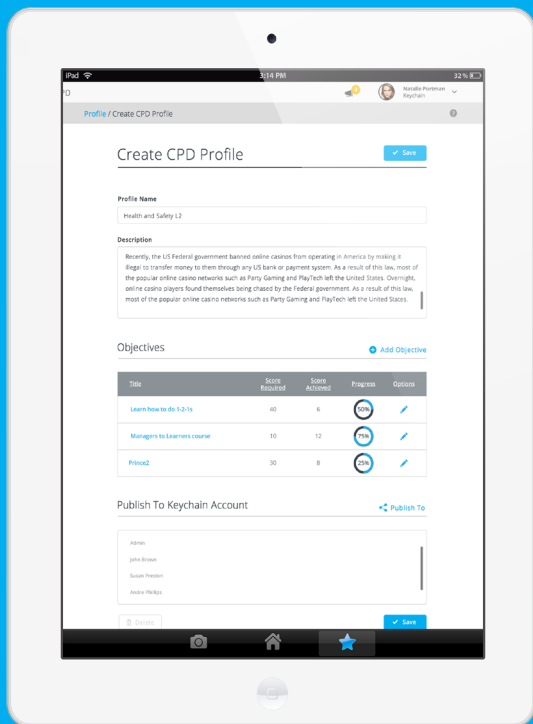 iPad
3:14 PM
32%
PD
Natalie Portman
Keychain
Profile / Create CPD Profile
?
Create CPD Profile
Save
Profile Name
Health and Safety L2
Description
Recently, the US Federal government banned online casinos from operating in America by making it
illegal to transfer money to them through any US bank or payment system. As a result of this law, most of
the popular online casino networks such as Party Gaming and PlayTech left the United States. Overnight,
online casino players found themselves being chased by the Federal government. As a result of this law,
most of the popular online casino networks such as Party Gaming and PlayTech left the United States.
Objectives
Add Objective
Title Score Required Score Achieved Progress Options
Learn how to do 1-2-1s 40 6 50%
Managers to Learners course 10 12 75%
Prince2 30 8 25%
Publish To Keychain Account
Publish To
Admin
John Brown
Susan Preston
Andre Phillips
Delete
Save